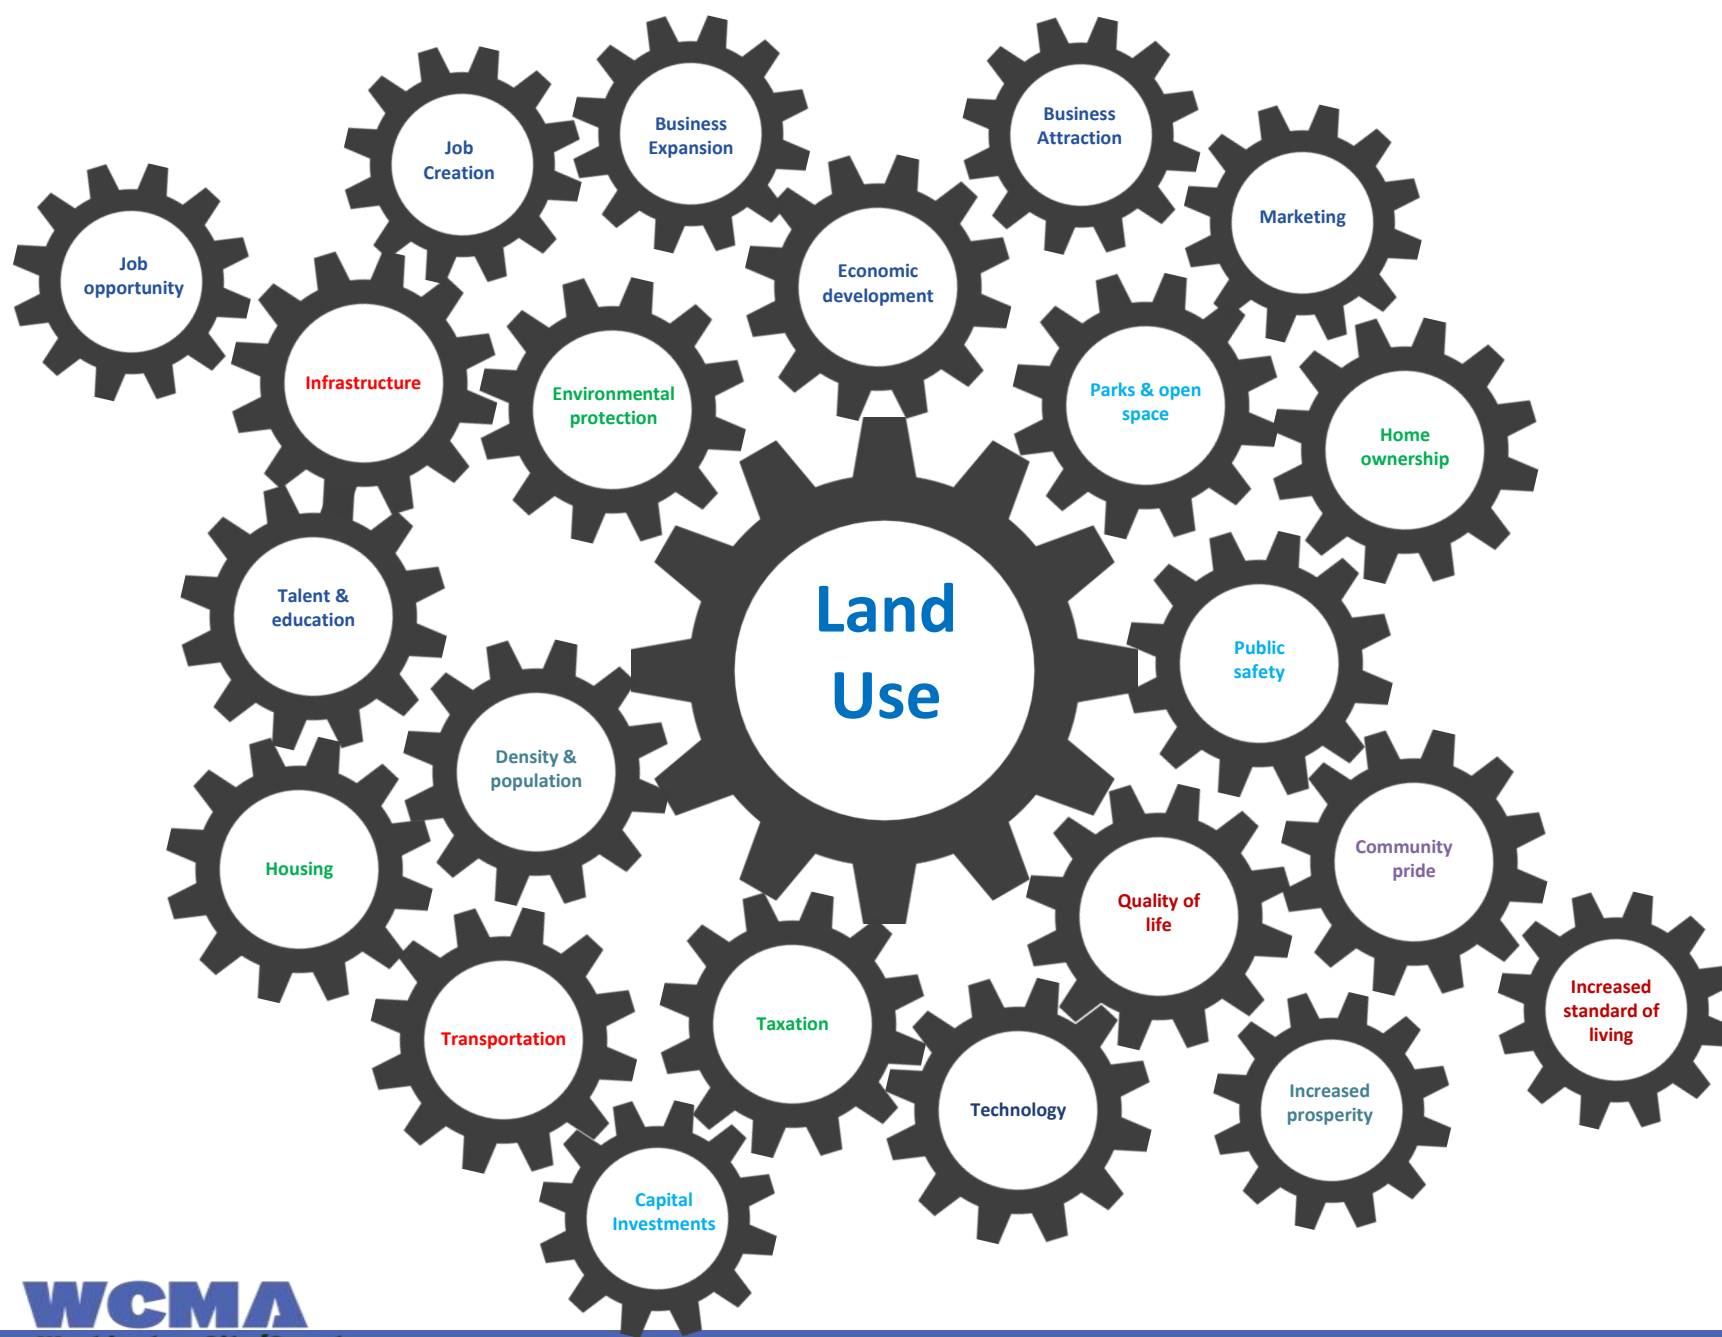 Business
Expansion
Business
Attraction
Job
Creation
Marketing
Job
opportunity
Economic
development
Infrastructure
Environmental
protection
Parks & open
space
Home
ownership
Talent &
education
Land
Use
Public
safety
Density &
population
Housing
Community
pride
Quality of
life
Transportation
Taxation
Technology
Increased
prosperity
Increased
standard of
living
Capital
Investments
WCMA